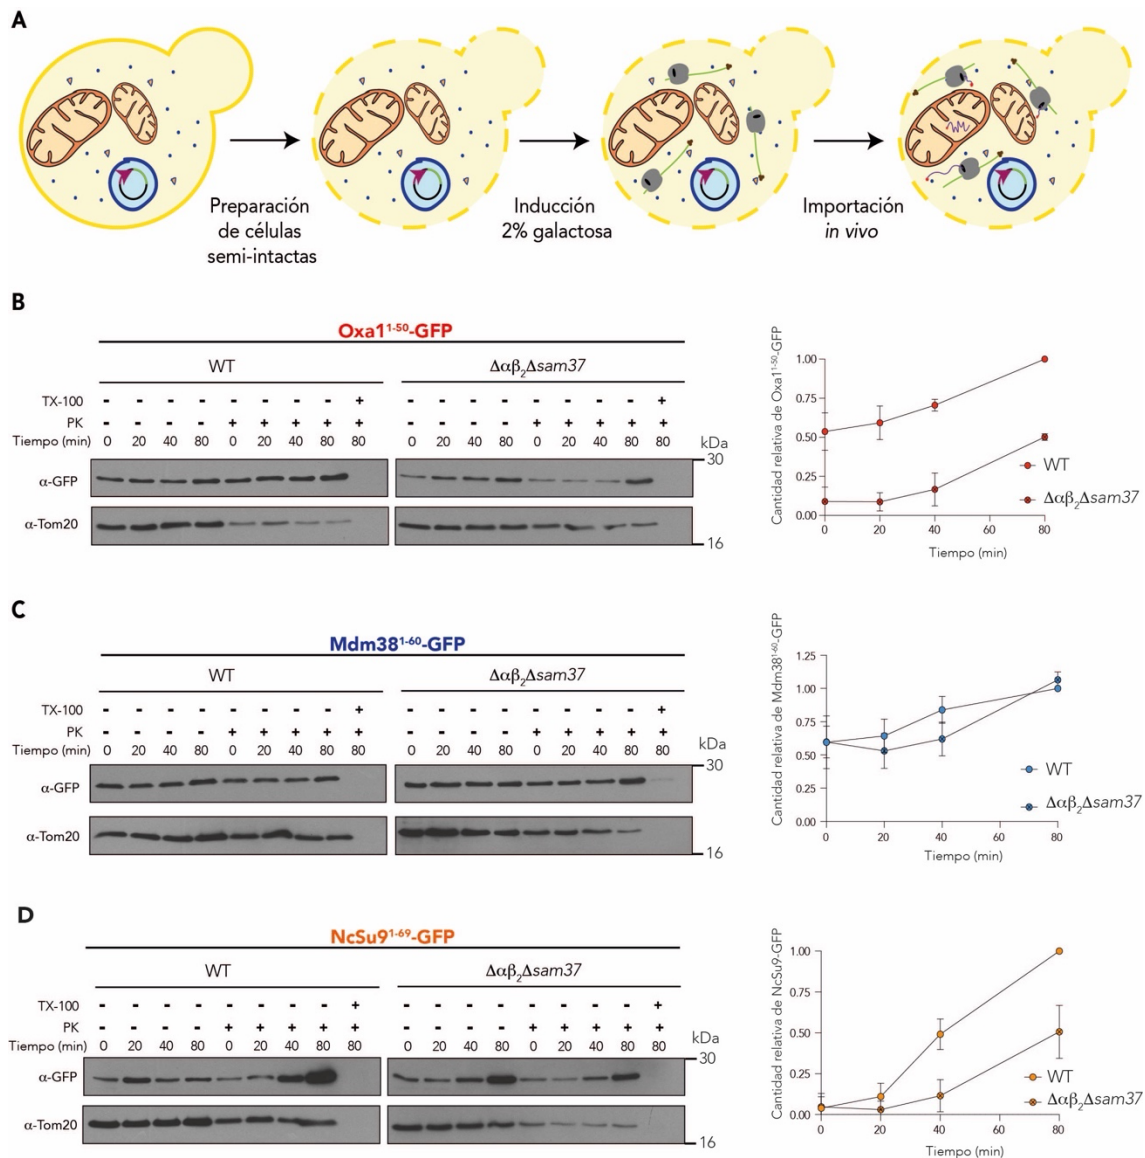 A
Preparación
de células
semi-intactas
Inducción
2% galactosa
Importación
in vivo
B
Oxa1¹⁻⁵⁰-GFP
WT Δαβ₂Δsam37
TX-100 - - - - - - - - + - - - - - - - - +
PK - - - - + + + + + - - - - + + + + +
Tiempo (min) 0 20 40 80 0 20 40 80 80 0 20 40 80 0 20 40 80 80 kDa
30
α-GFP
α-Tom20
16
Cantidad relativa de Oxa1¹⁻⁵⁰-GFP
1.00
0.75
0.50
0.25
0.00
0 20 40 60 80
Tiempo (min)
WT
Δαβ₂Δsam37
C
Mdm38¹⁻⁶⁰-GFP
WT Δαβ₂Δsam37
TX-100 - - - - - - - - + - - - - - - - - +
PK - - - - + + + + + - - - - + + + + +
Tiempo (min) 0 20 40 80 0 20 40 80 80 0 20 40 80 0 20 40 80 80 kDa
30
α-GFP
α-Tom20
16
Cantidad relativa de Mdm38¹⁻⁶⁰-GFP
1.25
1.00
0.75
0.50
0.25
0.00
0 20 40 60 80
Tiempo (min)
WT
Δαβ₂Δsam37
D
NcSu9¹⁻⁶⁹-GFP
WT Δαβ₂Δsam37
TX-100 - - - - - - - - + - - - - - - - - +
PK - - - - + + + + + - - - - + + + + +
Tiempo (min) 0 20 40 80 0 20 40 80 80 0 20 40 80 0 20 40 80 80 kDa
30
α-GFP
α-Tom20
16
Cantidad relativa de NcSu9-GFP
1.00
0.75
0.50
0.25
0.00
0 20 40 60 80
Tiempo (min)
WT
Δαβ₂Δsam37